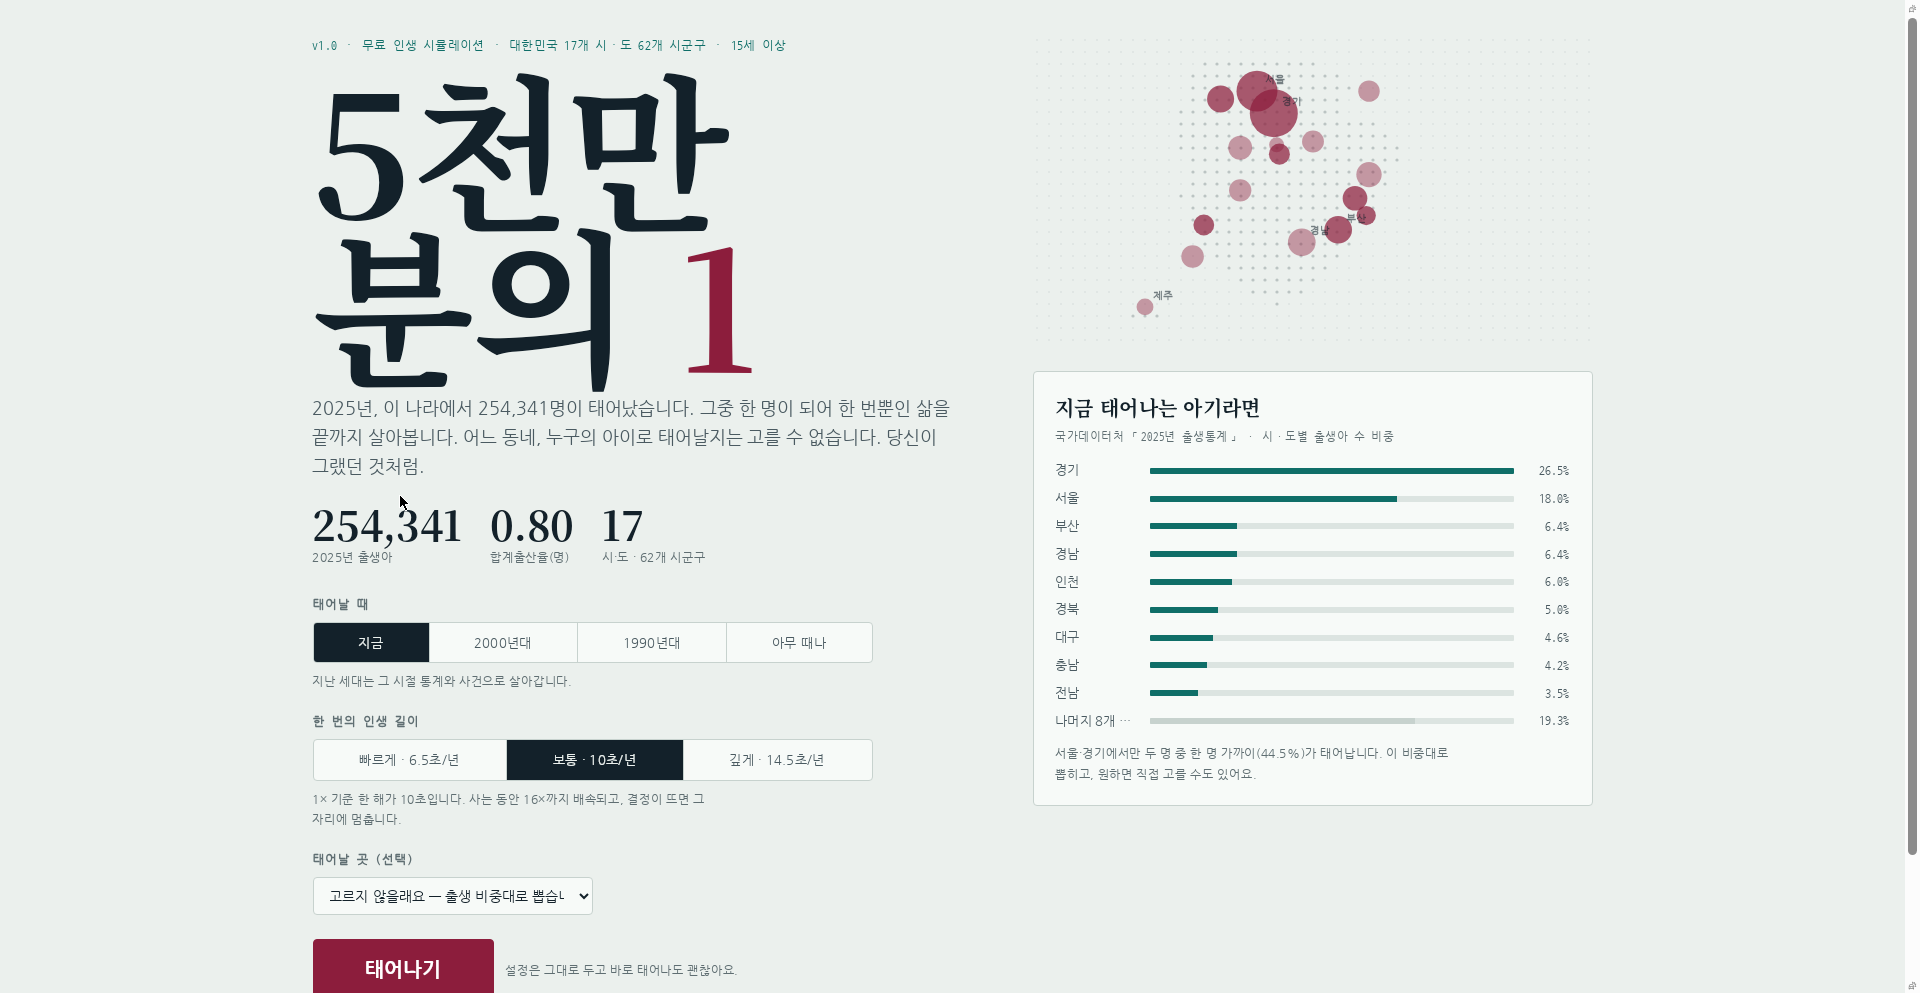 v1.0 · 무료 인생 시뮬레이션 · 대한민국 17개 시·도 62개 시군구 · 15세 이상
5천만
분의 1
2025년, 이 나라에서 254,341명이 태어났습니다. 그중 한 명이 되어 한 번뿐인 삶을
끝까지 살아봅니다. 어느 동네, 누구의 아이로 태어날지는 고를 수 없습니다. 당신이
그랬던 것처럼.
254,341
2025년 출생아
0.80
합계출산율(명)
17
시·도 · 62개 시군구
태어날 때
지금
2000년대
1990년대
아무 때나
지난 세대는 그 시절 통계와 사건으로 살아갑니다.
한 번의 인생 길이
빠르게 · 6.5초/년
보통 · 10초/년
깊게 · 14.5초/년
1× 기준 한 해가 10초입니다. 사는 동안 16×까지 배속되고, 결정이 뜨면 그
자리에 멈춥니다.
태어날 곳 (선택)
고르지 않을래요 — 출생 비중대로 뽑습니
태어나기
설정은 그대로 두고 바로 태어나도 괜찮아요.
서울
경기
부산
경남
제주
지금 태어나는 아기라면
국가데이터처 「2025년 출생통계」 · 시·도별 출생아 수 비중
경기 26.5%
서울 18.0%
부산 6.4%
경남 6.4%
인천 6.0%
경북 5.0%
대구 4.6%
충남 4.2%
전남 3.5%
나머지 8개 … 19.3%
서울·경기에서만 두 명 중 한 명 가까이(44.5%)가 태어납니다. 이 비중대로
뽑히고, 원하면 직접 고를 수도 있어요.